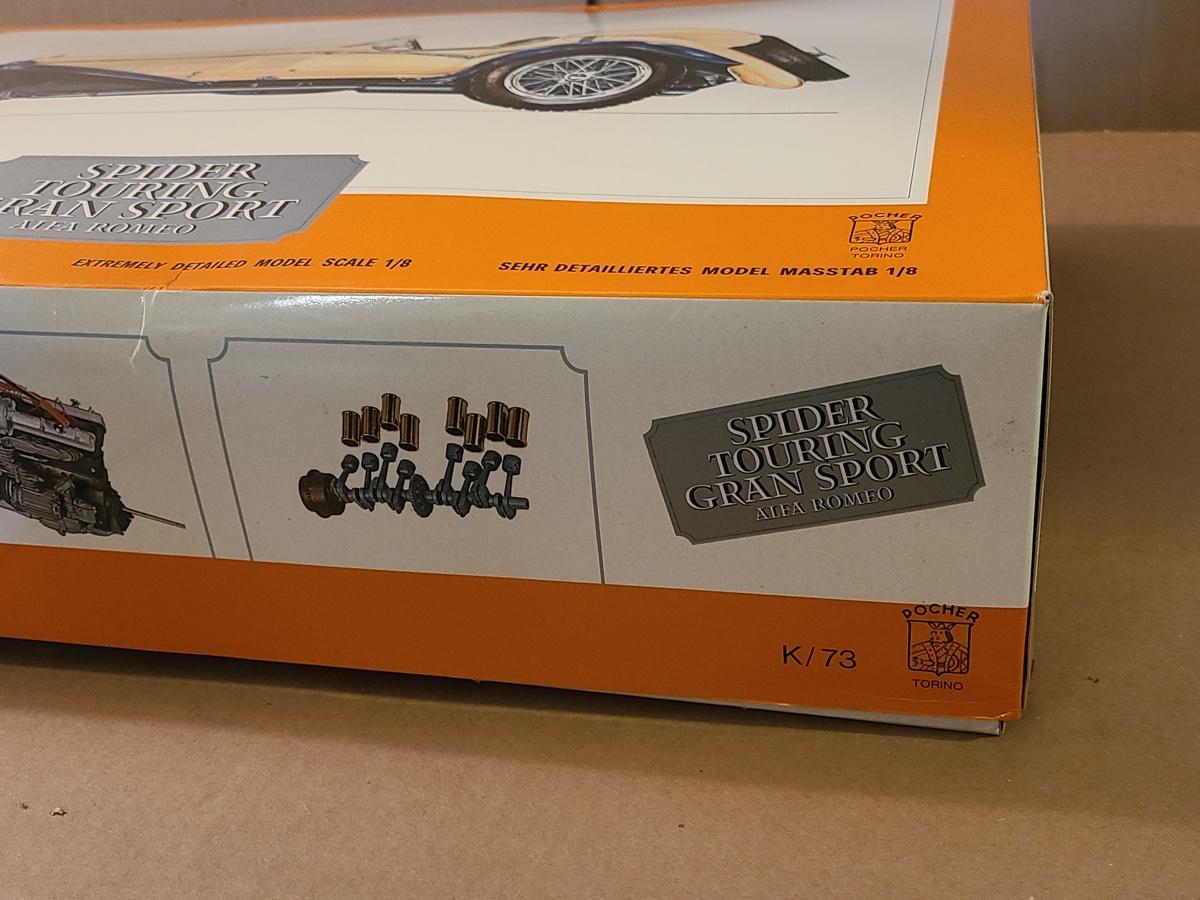 SPIDER
TOURING
GRAN SPORT
ALFA ROMEO
EXTREMELY DETAILED MODEL SCALE 1/8
SEHR DETAILLIERTES MODEL MASSTAB 1/8
POCHER
POCHER
TORINO
SPIDER
TOURING
GRAN SPORT
ALFA ROMEO
K/73
POCHER
TORINO